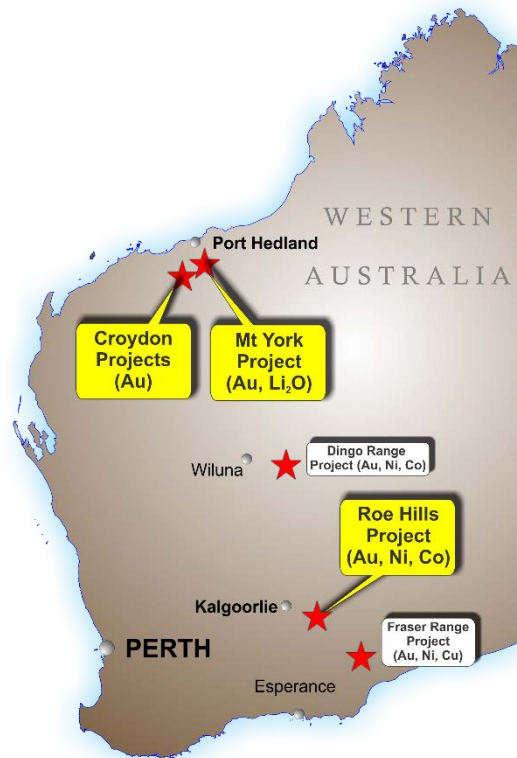 WESTERN
AUSTRALIA
Port Hedland
Croydon
Projects
(Au)
Mt York
Project
(Au, Li₂O)
Wiluna
Dingo Range
Project (Au, Ni, Co)
Roe Hills
Project
(Au, Ni, Co)
Kalgoorlie
PERTH
Fraser Range
Project
(Au, Ni, Cu)
Esperance